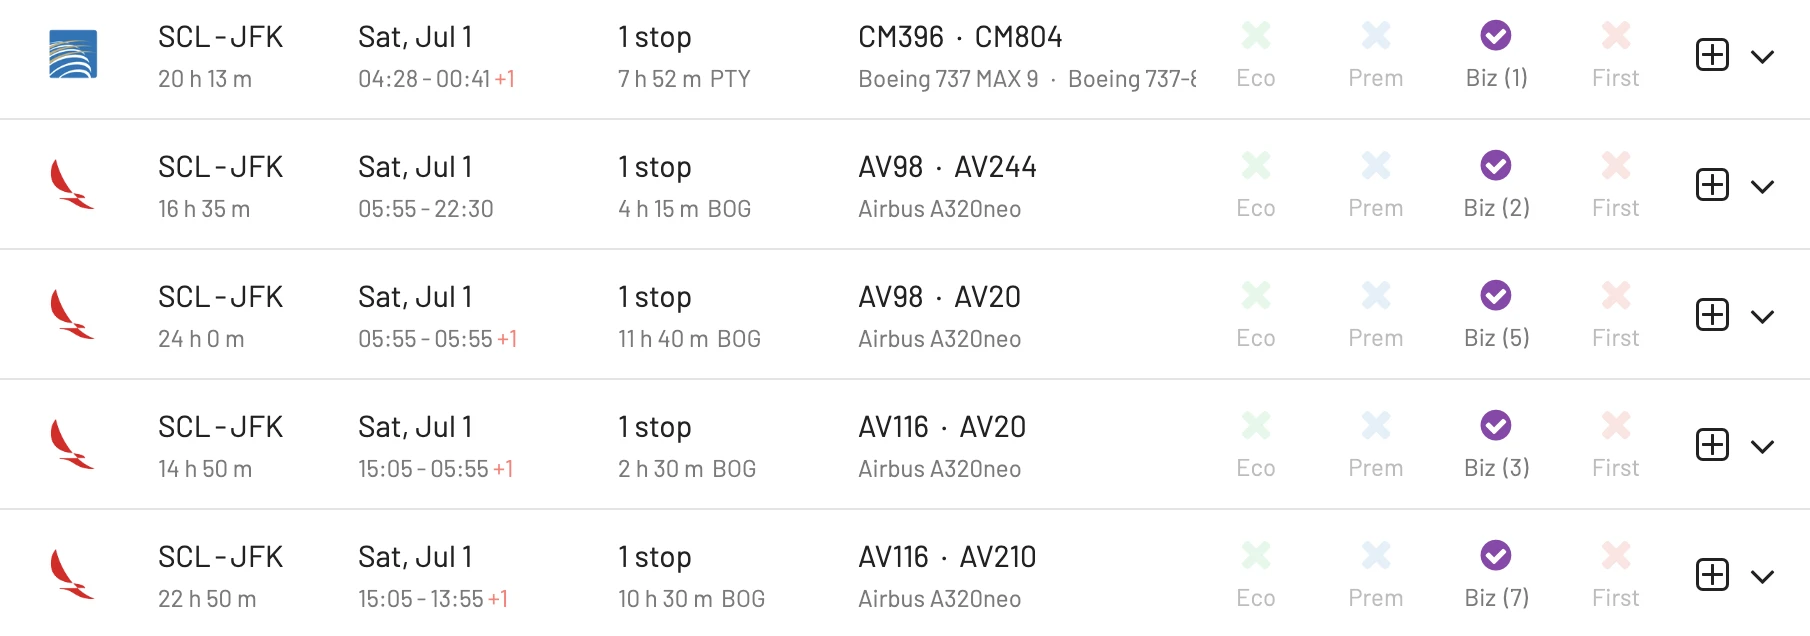 SCL-JFK Sat, Jul 1 1 stop CM396 · CM804
20 h 13 m 04:28 - 00:41 +1 7 h 52 m PTY Boeing 737 MAX 9 · Boeing 737-8 Eco Prem Biz (1) First
SCL-JFK Sat, Jul 1 1 stop AV98 · AV244
16 h 35 m 05:55 - 22:30 4 h 15 m BOG Airbus A320neo Eco Prem Biz (2) First
SCL-JFK Sat, Jul 1 1 stop AV98 · AV20
24 h 0 m 05:55 - 05:55 +1 11 h 40 m BOG Airbus A320neo Eco Prem Biz (5) First
SCL-JFK Sat, Jul 1 1 stop AV116 · AV20
14 h 50 m 15:05 - 05:55 +1 2 h 30 m BOG Airbus A320neo Eco Prem Biz (3) First
SCL-JFK Sat, Jul 1 1 stop AV116 · AV210
22 h 50 m 15:05 - 13:55 +1 10 h 30 m BOG Airbus A320neo Eco Prem Biz (7) First